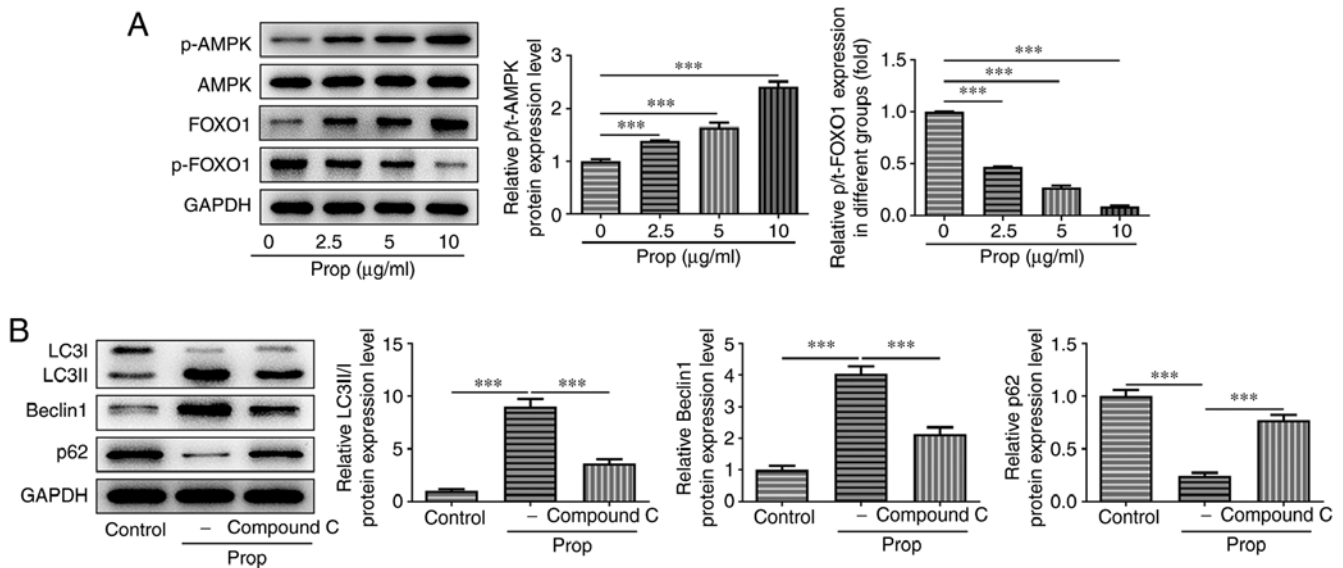 A
p-AMPK
AMPK
FOXO1
p-FOXO1
GAPDH
0 2.5 5 10
Prop (μg/ml)
Relative p/t-AMPK
protein expression level
3
2
1
0
***
***
***
0 2.5 5 10
Prop (μg/ml)
Relative p/t-FOXO1 expression
in different groups (fold)
1.5
1.0
0.5
0.0
***
***
***
0 2.5 5 10
Prop (μg/ml)
B
LC3I
LC3II
Beclin1
p62
GAPDH
Control – Compound C
Prop
Relative LC3II/I
protein expression level
15
10
5
0
*** ***
Control – Compound C
Prop
Relative Beclin1
protein expression level
5
4
3
2
1
0
*** ***
Control – Compound C
Prop
Relative p62
protein expression level
1.5
1.0
0.5
0.0
***
***
Control – Compound C
Prop